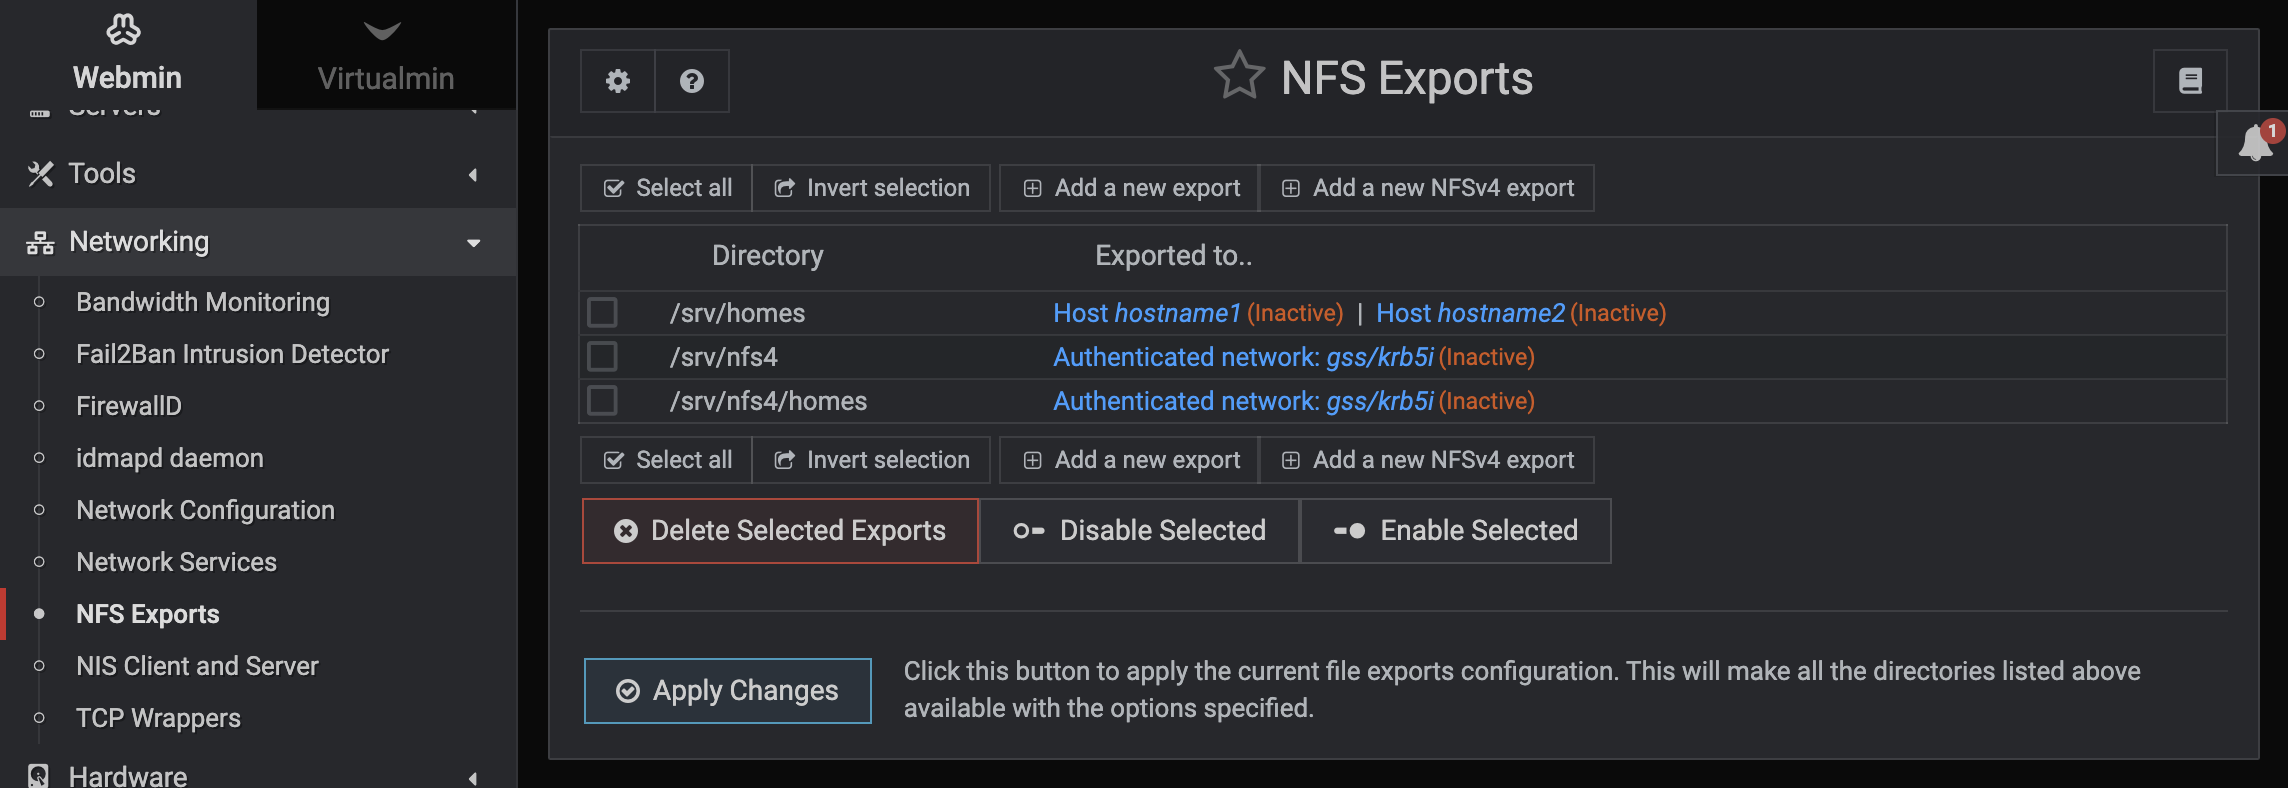 Webmin
Virtualmin
Servers
Tools
Networking
Bandwidth Monitoring
Fail2Ban Intrusion Detector
FirewallD
idmapd daemon
Network Configuration
Network Services
NFS Exports
NIS Client and Server
TCP Wrappers
Hardware
NFS Exports
1
Select all Invert selection Add a new export Add a new NFSv4 export
Directory Exported to..
/srv/homes Host hostname1 (Inactive) | Host hostname2 (Inactive)
/srv/nfs4 Authenticated network: gss/krb5i (Inactive)
/srv/nfs4/homes Authenticated network: gss/krb5i (Inactive)
Select all Invert selection Add a new export Add a new NFSv4 export
Delete Selected Exports Disable Selected Enable Selected
Apply Changes
Click this button to apply the current file exports configuration. This will make all the directories listed above
available with the options specified.